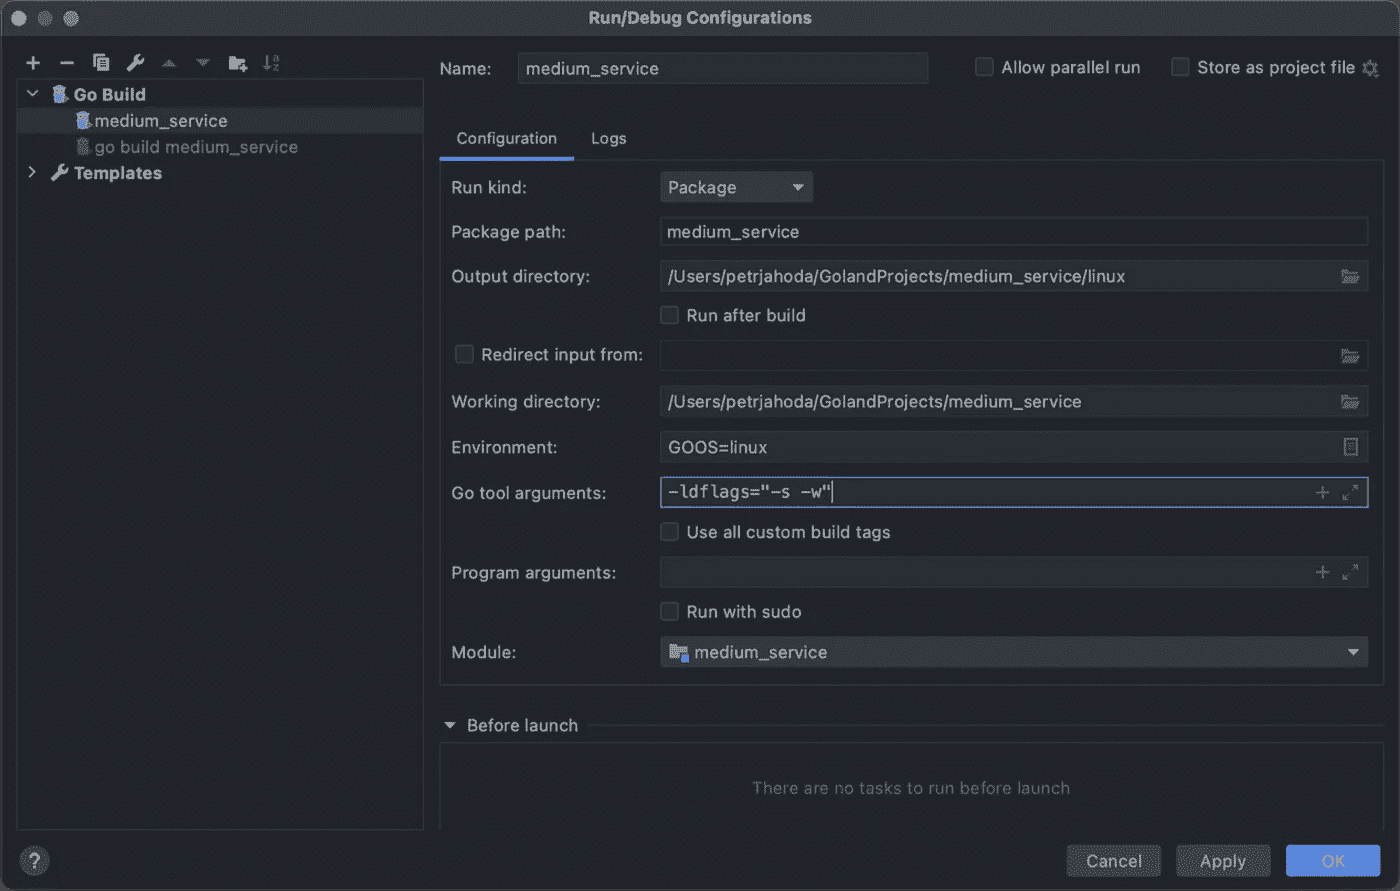 Run/Debug Configurations
Name: medium_service
Allow parallel run
Store as project file
Go Build
medium_service
go build medium_service
Templates
Configuration Logs
Run kind: Package
Package path: medium_service
Output directory: /Users/petrjahoda/GolandProjects/medium_service/linux
Run after build
Redirect input from:
Working directory: /Users/petrjahoda/GolandProjects/medium_service
Environment: GOOS=linux
Go tool arguments: -ldflags="-s -w"
Use all custom build tags
Program arguments:
Run with sudo
Module: medium_service
Before launch
There are no tasks to run before launch
? Cancel Apply OK